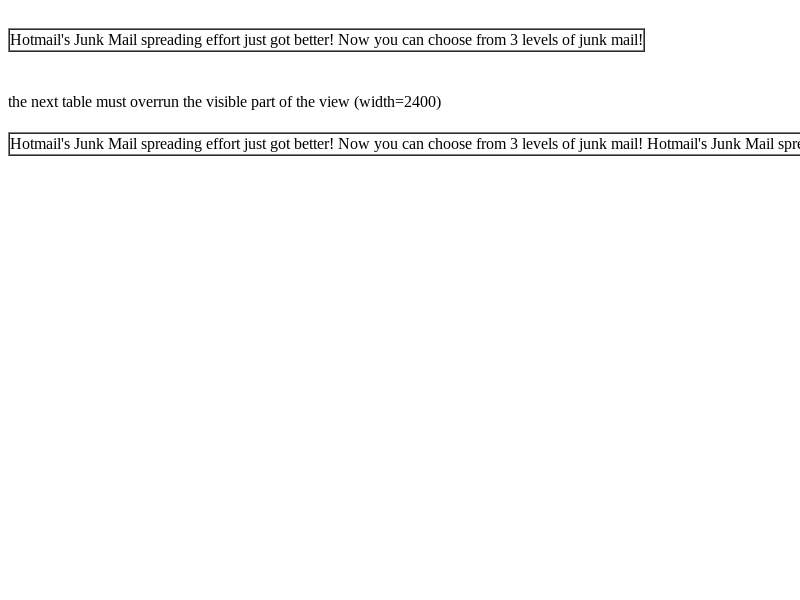 Hotmail's Junk Mail spreading effort just got better! Now you can choose from 3 levels of junk mail!
the next table must overrun the visible part of the view (width=2400)
Hotmail's Junk Mail spreading effort just got better! Now you can choose from 3 levels of junk mail! Hotmail's Junk Mail